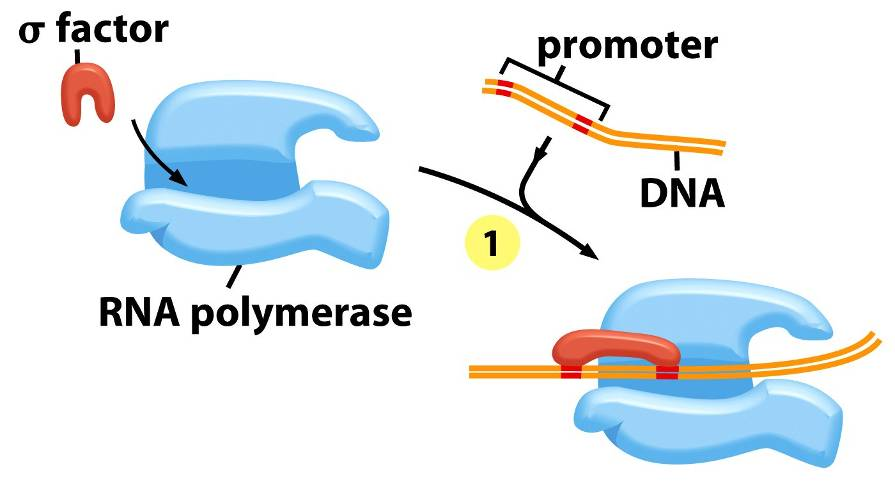 σ factor
promoter
DNA
1
RNA polymerase